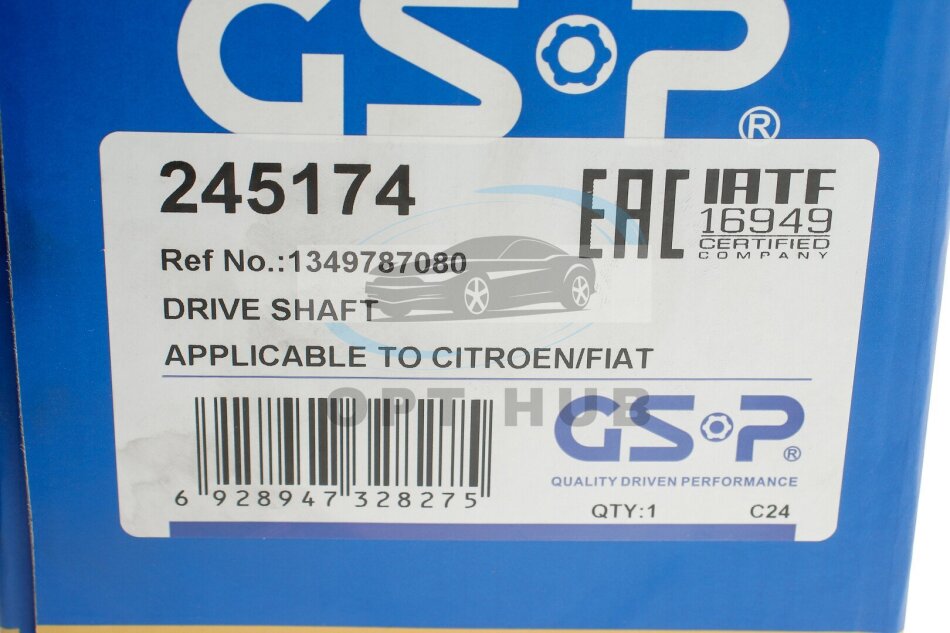 GSP
®
245174
EAC
IATF
16949
CERTIFIED
COMPANY
Ref No.:1349787080
DRIVE SHAFT
APPLICABLE TO CITROEN/FIAT
OPT HUB
GSP®
QUALITY DRIVEN PERFORMANCE
6 928947 328275
QTY:1 C24